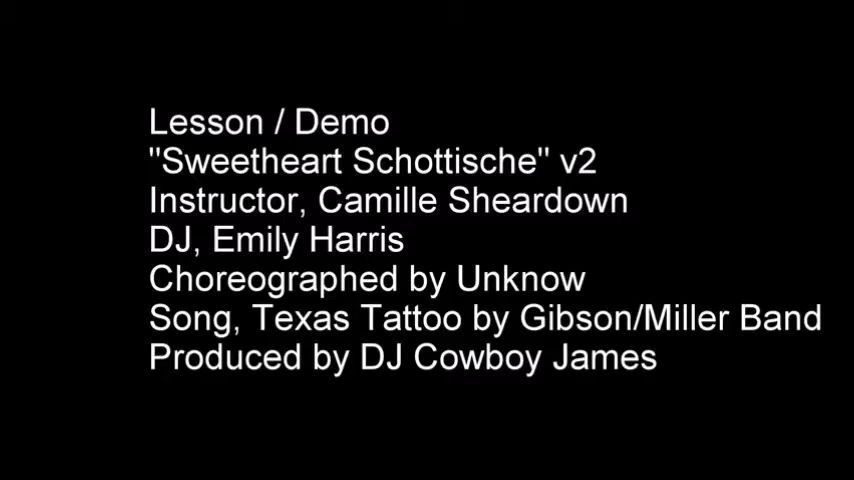 Lesson / Demo
"Sweetheart Schottische" v2
Instructor, Camille Sheardown
DJ, Emily Harris
Choreographed by Unknow
Song, Texas Tattoo by Gibson/Miller Band
Produced by DJ Cowboy James